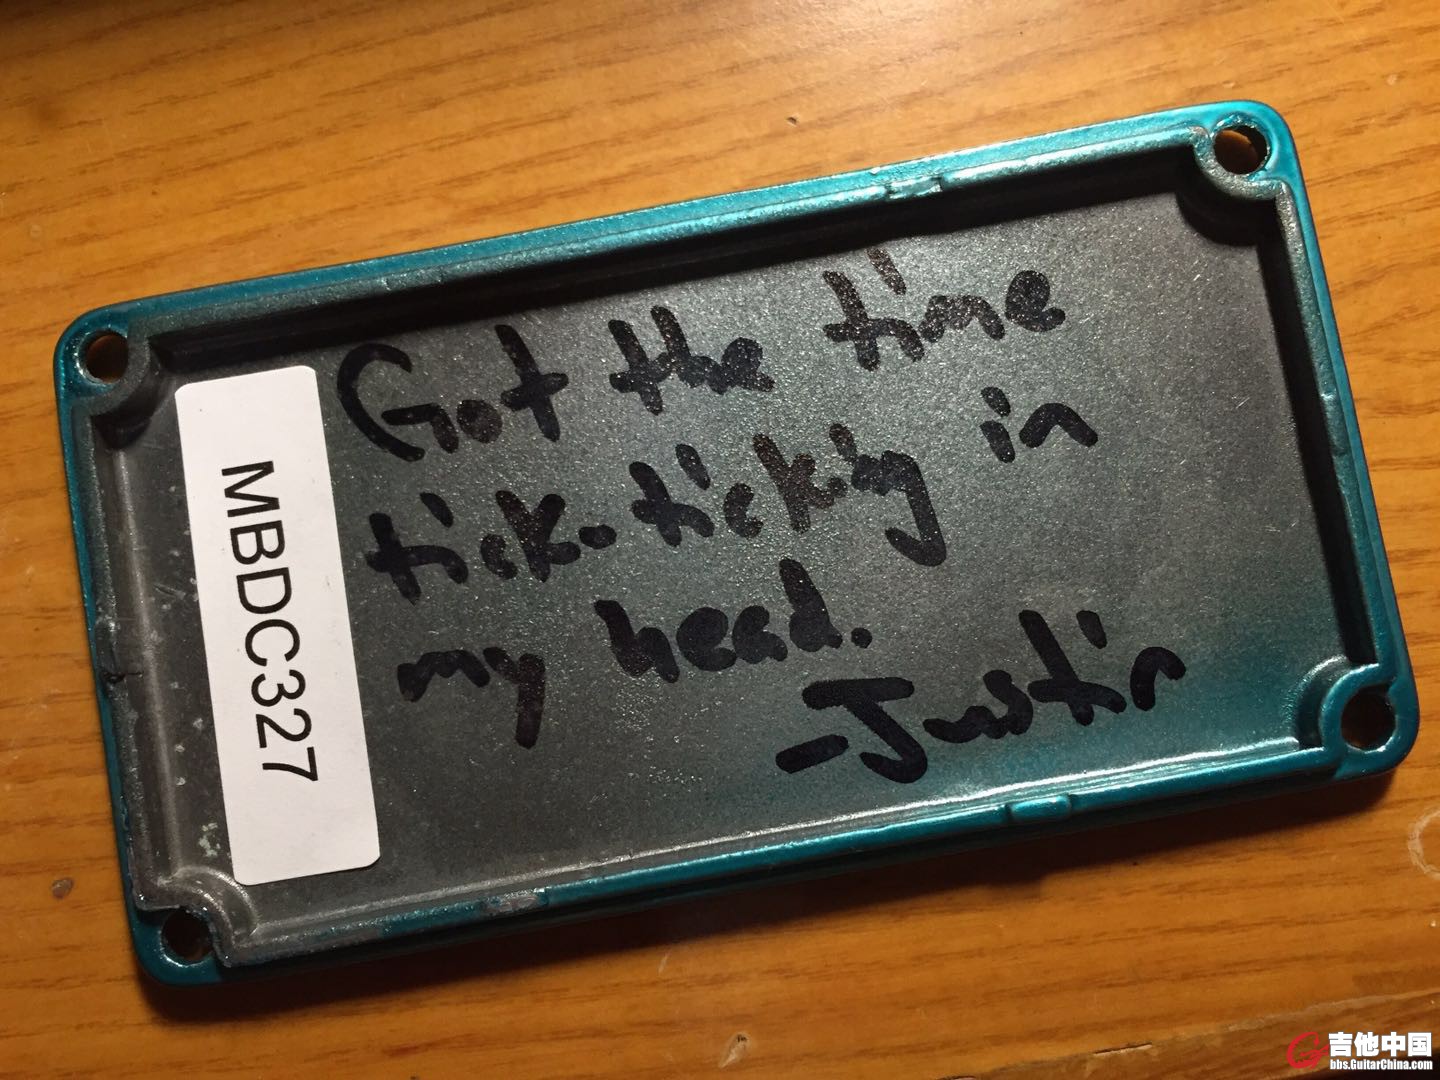 Got the time
tick-ticking in
my head.
-Justin
MBDC327
吉他中国
bbs.GuitarChina.com